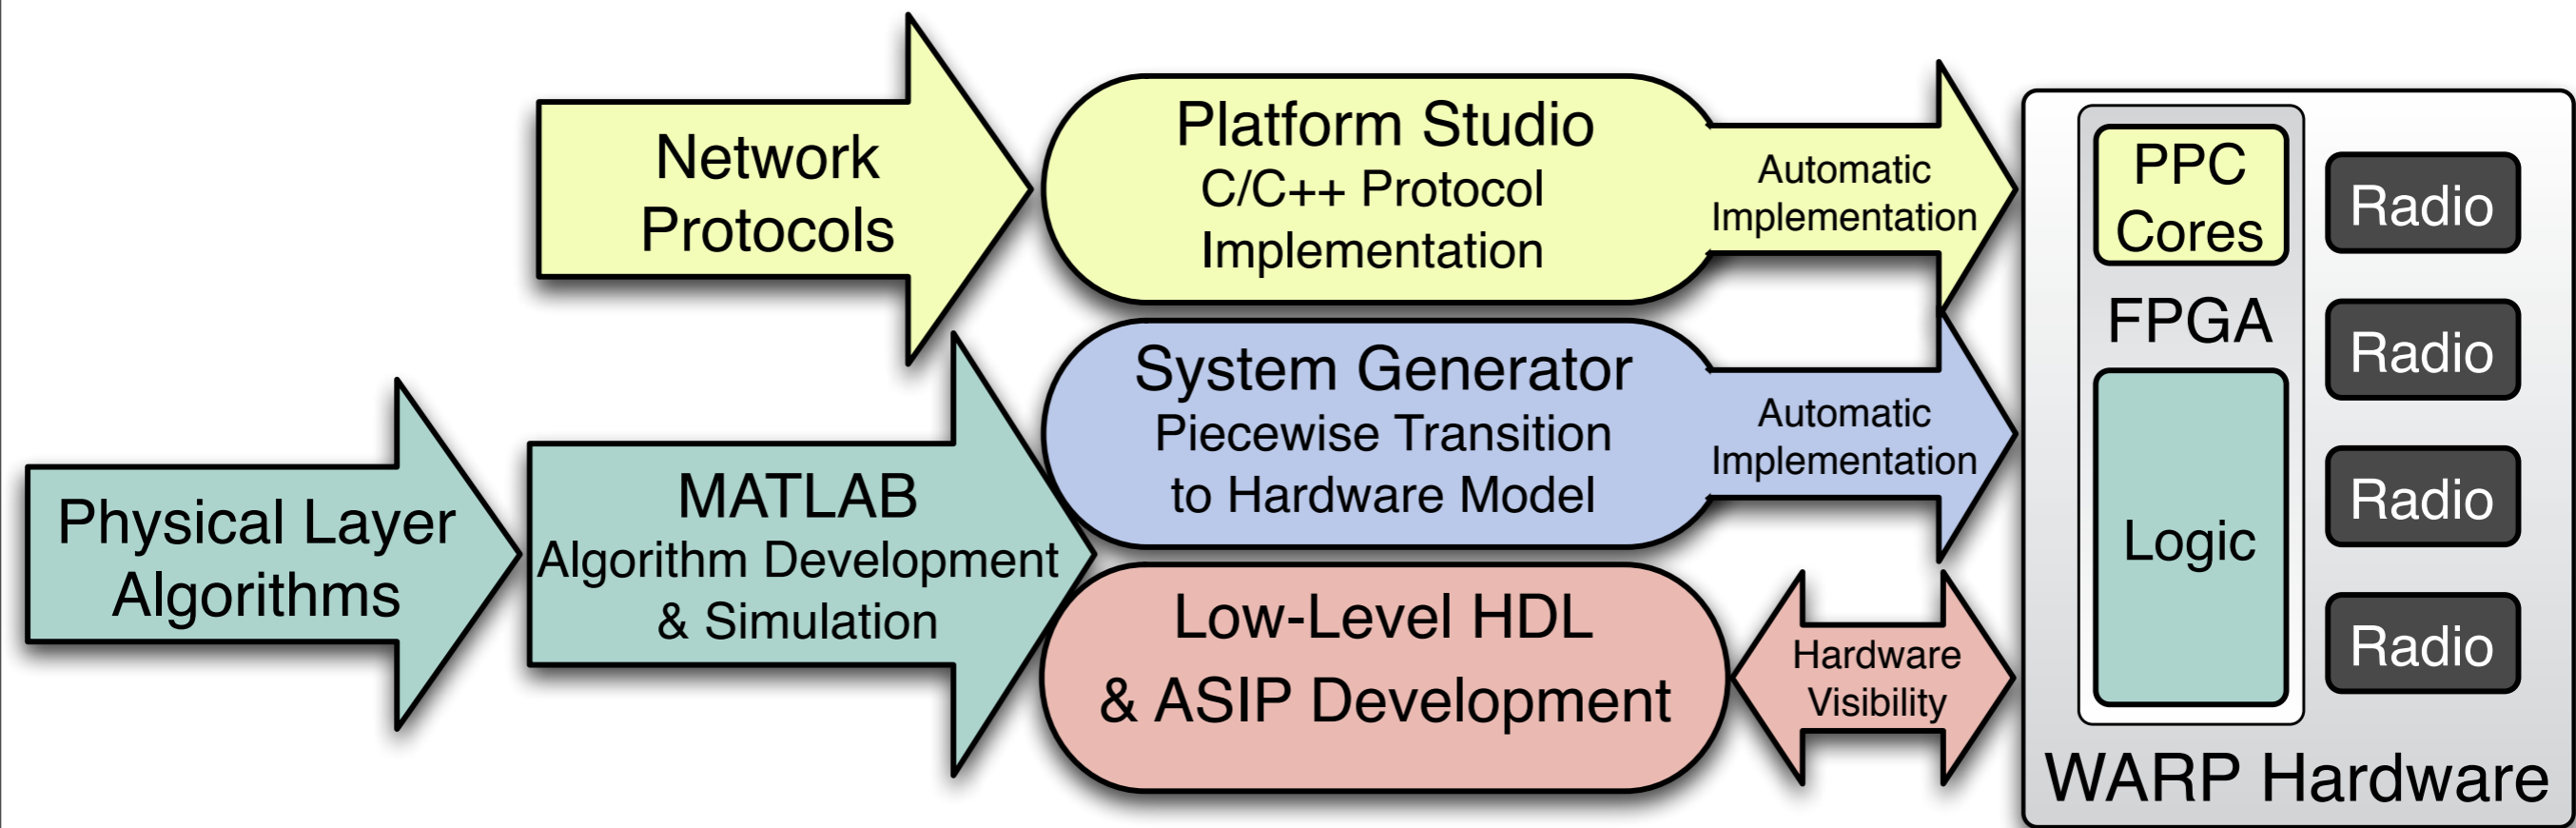 Network
Protocols
Platform Studio
C/C++ Protocol
Implementation
Automatic
Implementation
Physical Layer
Algorithms
MATLAB
Algorithm Development
& Simulation
System Generator
Piecewise Transition
to Hardware Model
Automatic
Implementation
Low-Level HDL
& ASIP Development
Hardware
Visibility
PPC
Cores
FPGA
Logic
Radio
Radio
Radio
Radio
WARP Hardware